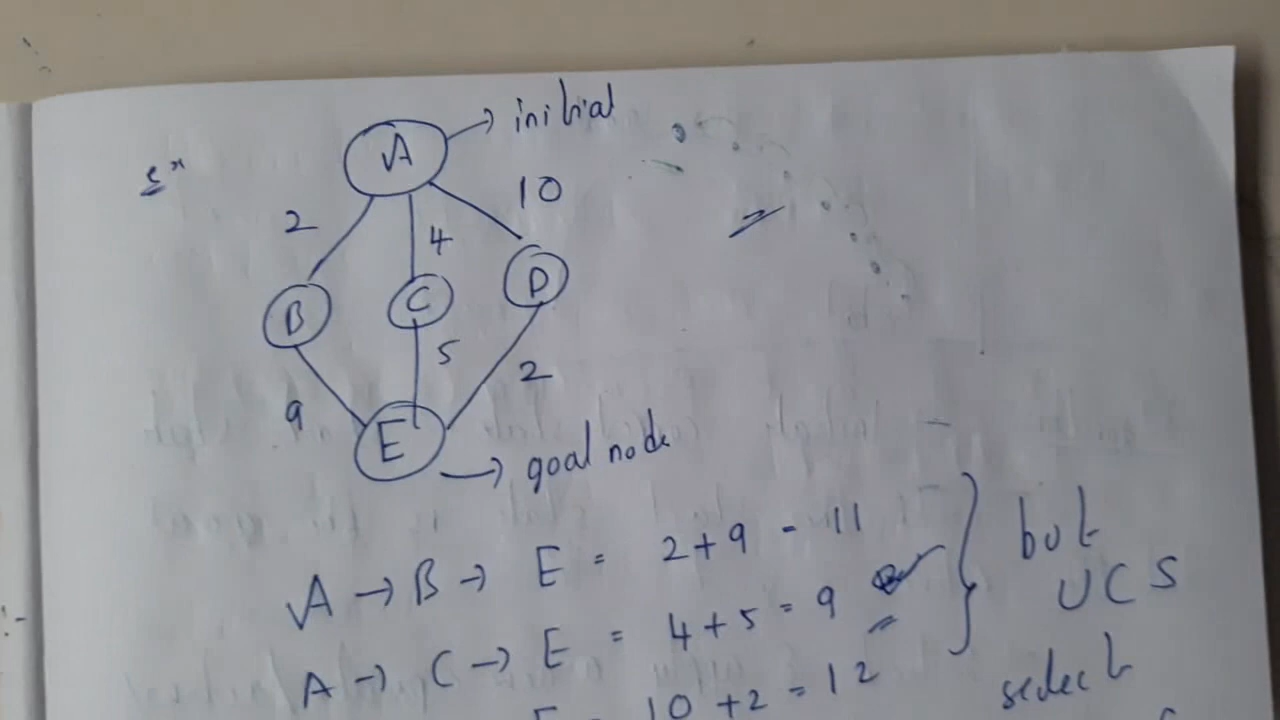 A → initial
ex
2
4
10
B
C
D
9
5
2
E
→ goal node
A → B → E = 2+9 = 11
but
A → C → E = 4+5 = 9
UCS
E = 10+2 = 12
select